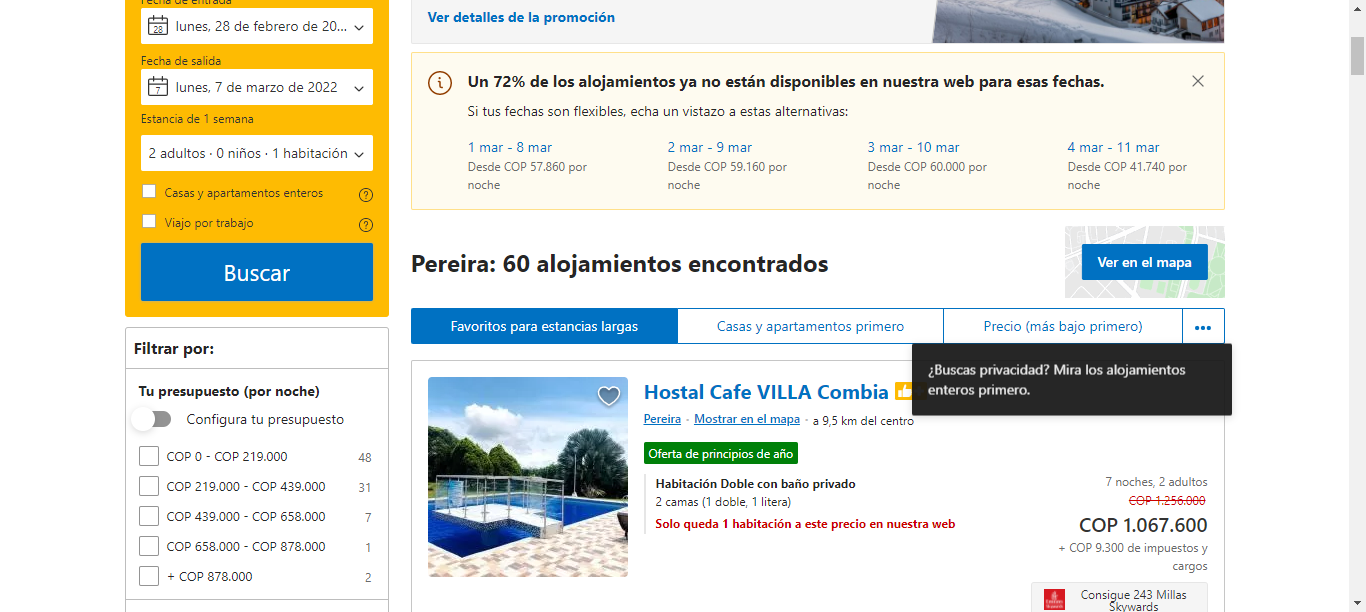 Fecha de entrada
28
lunes, 28 de febrero de 20...
Fecha de salida
7
lunes, 7 de marzo de 2022
Estancia de 1 semana
2 adultos · 0 niños · 1 habitación
Casas y apartamentos enteros
?
Viajo por trabajo
?
Buscar
Filtrar por:
Tu presupuesto (por noche)
Configura tu presupuesto
COP 0 - COP 219.000 48
COP 219.000 - COP 439.000 31
COP 439.000 - COP 658.000 7
COP 658.000 - COP 878.000 1
+ COP 878.000 2
Ver detalles de la promoción
Un 72% de los alojamientos ya no están disponibles en nuestra web para esas fechas.
Si tus fechas son flexibles, echa un vistazo a estas alternativas:
1 mar - 8 mar
Desde COP 57.860 por
noche
2 mar - 9 mar
Desde COP 59.160 por
noche
3 mar - 10 mar
Desde COP 60.000 por
noche
4 mar - 11 mar
Desde COP 41.740 por
noche
Pereira: 60 alojamientos encontrados
Ver en el mapa
Favoritos para estancias largas
Casas y apartamentos primero
Precio (más bajo primero)
•••
¿Buscas privacidad? Mira los alojamientos
enteros primero.
Hostal Cafe VILLA Combia
Pereira · Mostrar en el mapa · a 9,5 km del centro
Oferta de principios de año
Habitación Doble con baño privado
2 camas (1 doble, 1 litera)
Solo queda 1 habitación a este precio en nuestra web
7 noches, 2 adultos
COP 1.256.000
COP 1.067.600
+ COP 9.300 de impuestos y
cargos
Consigue 243 Millas
Skywards